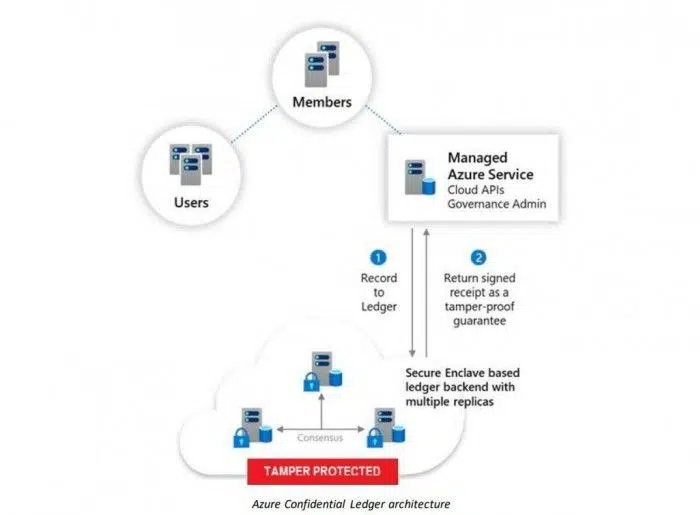 Members
Users
Managed
Azure Service
Cloud APIs
Governance Admin
1
Record
to
Ledger
2
Return signed
receipt as a
tamper-proof
guarantee
Secure Enclave based
ledger backend with
multiple replicas
Consensus
TAMPER PROTECTED
Azure Confidential Ledger architecture